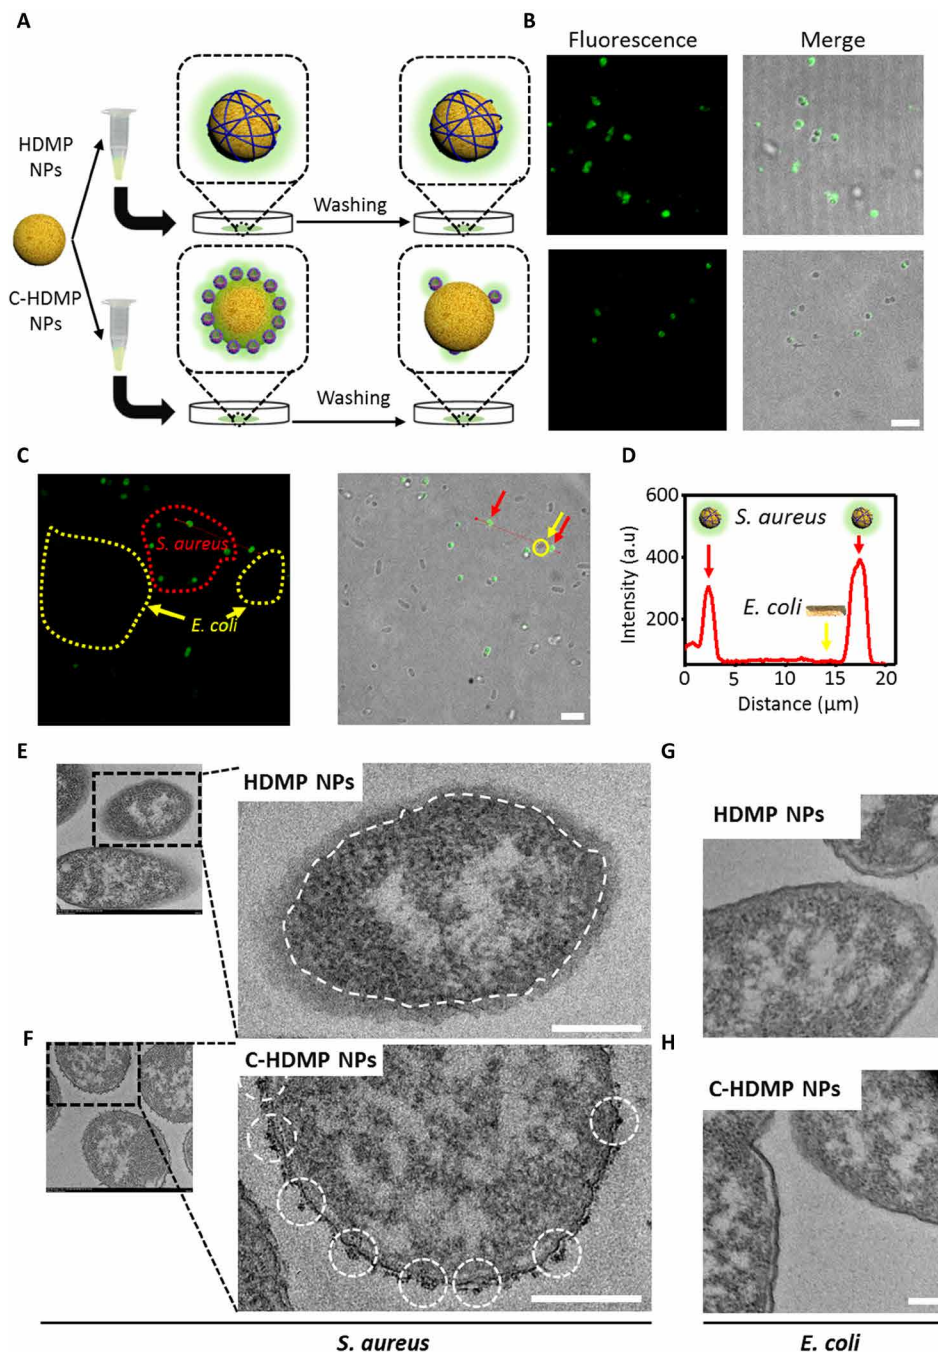 A
B
Fluorescence
Merge
HDMP
NPs
Washing
C-HDMP
NPs
Washing
C
D
S. aureus
E. coli
600
400
200
Intensity (a.u)
S. aureus
E. coli
0
5
10
15
20
Distance (μm)
E
G
HDMP NPs
HDMP NPs
F
H
C-HDMP NPs
C-HDMP NPs
S. aureus
E. coli